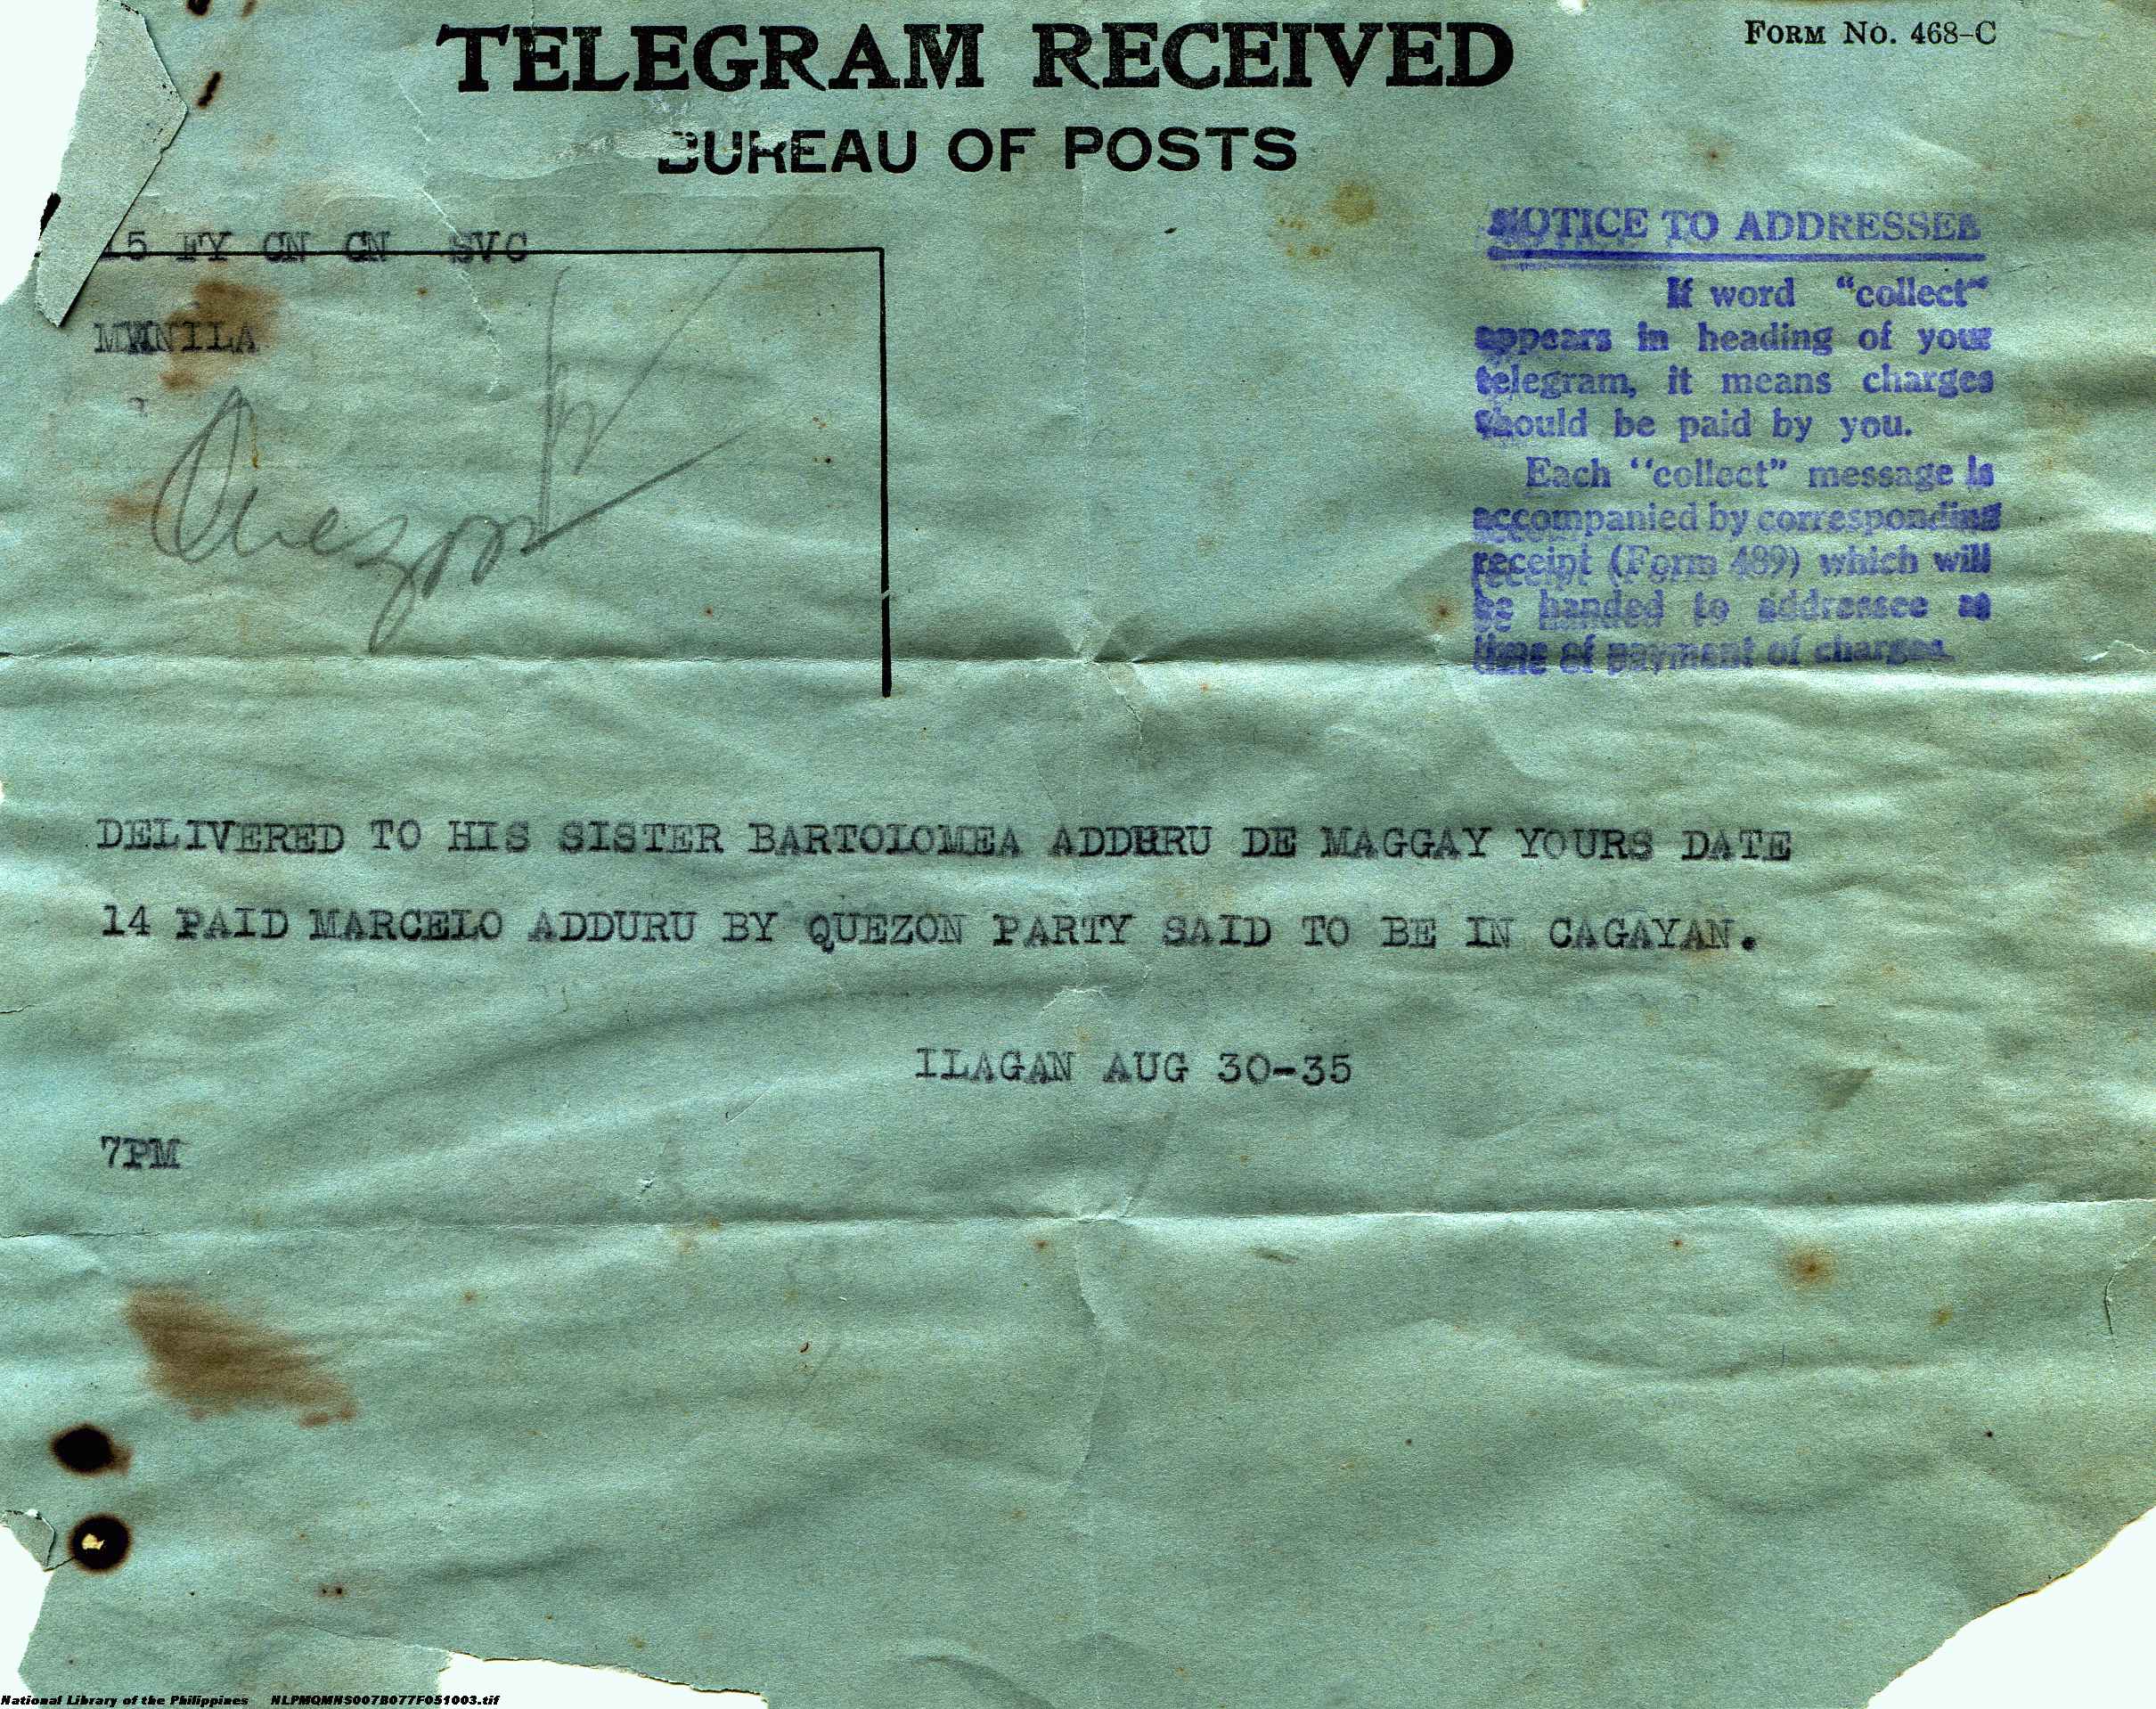 FORM NO. 468-C
TELEGRAM RECEIVED
BUREAU OF POSTS
15 FY CN CN SVC
MANILA
Quezon
NOTICE TO ADDRESSEE
If word "collect"
appears in heading of your
telegram, it means charges
should be paid by you.
Each "collect" message is
accompanied by corresponding
receipt (Form 489) which will
be handed to addressee at
time of payment of charges.
DELIVERED TO HIS SISTER BARTOLOMEA ADDURU DE MAGGAY YOURS DATE
14 PAID MARCELO ADDURU BY QUEZON PARTY SAID TO BE IN CAGAYAN.
ILAGAN AUG 30-35
7PM
National Library of the Philippines NLPMQMNS007B077F051003.tif